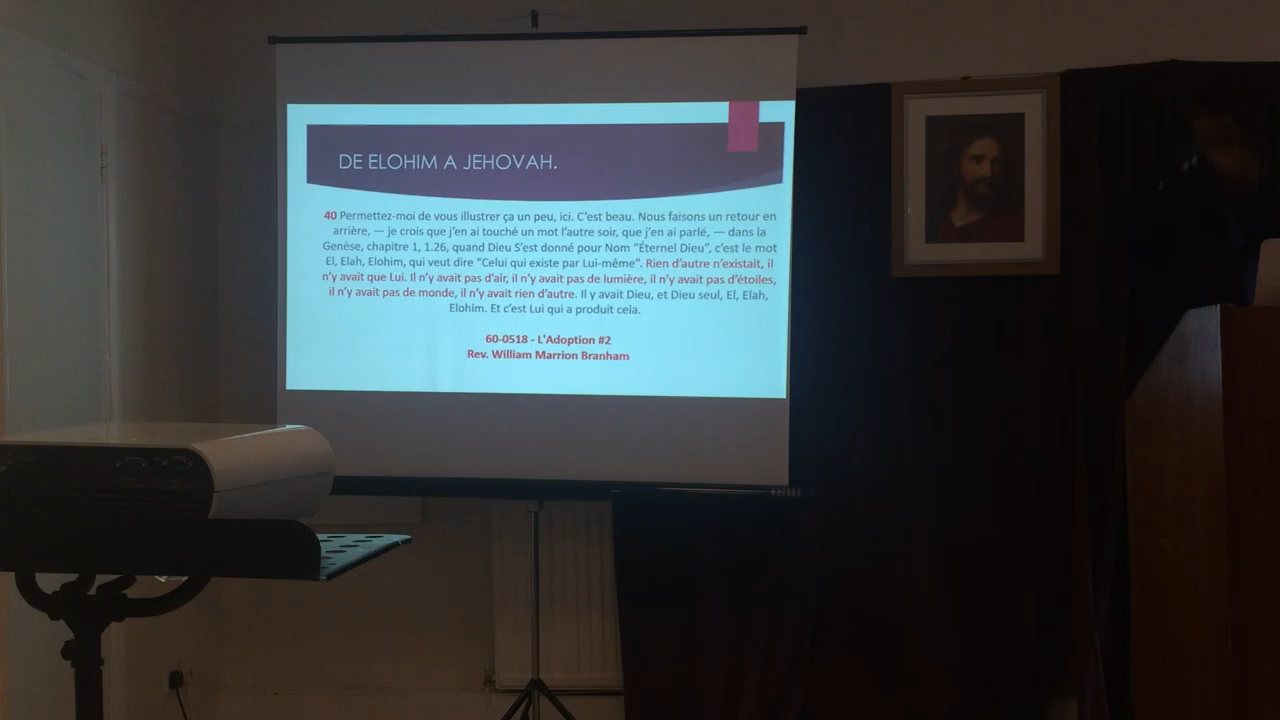 DE ELOHIM A JEHOVAH.
40 Permettez-moi de vous illustrer ça un peu, ici. C'est beau. Nous faisons un retour en
arrière, — je crois que j'en ai touché un mot l'autre soir, que j'en ai parlé, — dans la
Genèse, chapitre 1, 1.26, quand Dieu S'est donné pour Nom "Éternel Dieu", c'est le mot
El, Elah, Elohim, qui veut dire "Celui qui existe par Lui-même". Rien d'autre n'existait, il
n'y avait que Lui. Il n'y avait pas d'air, il n'y avait pas de lumière, il n'y avait pas d'étoiles,
il n'y avait pas de monde, il n'y avait rien d'autre. Il y avait Dieu, et Dieu seul, El, Elah,
Elohim. Et c'est Lui qui a produit cela.
60-0518 - L'Adoption #2
Rev. William Marrion Branham